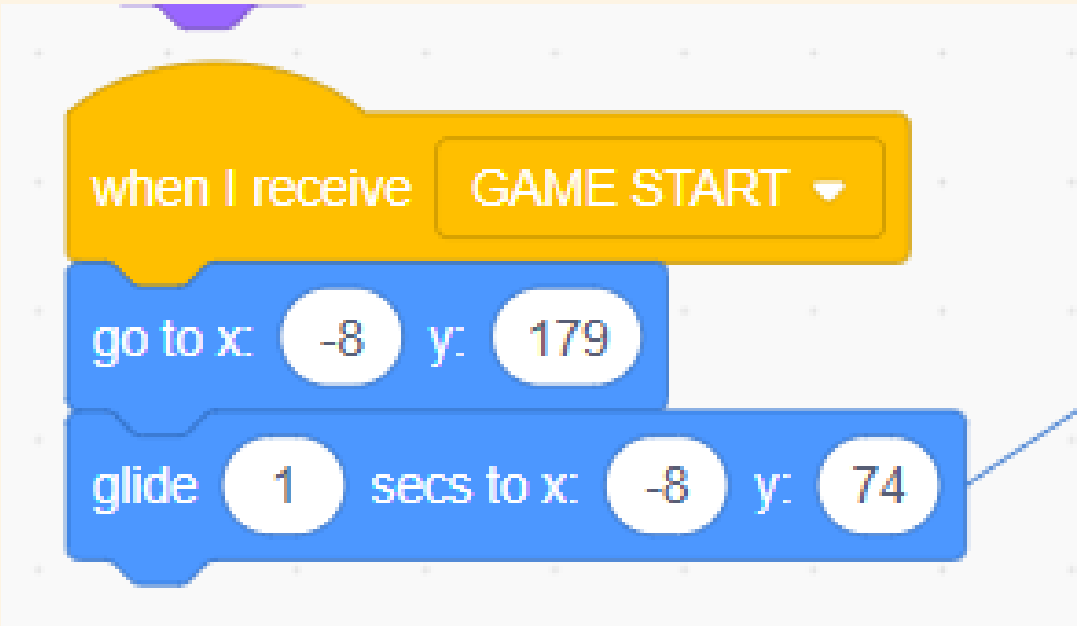 when I receive GAME START
go to x: -8 y: 179
glide 1 secs to x: -8 y: 74